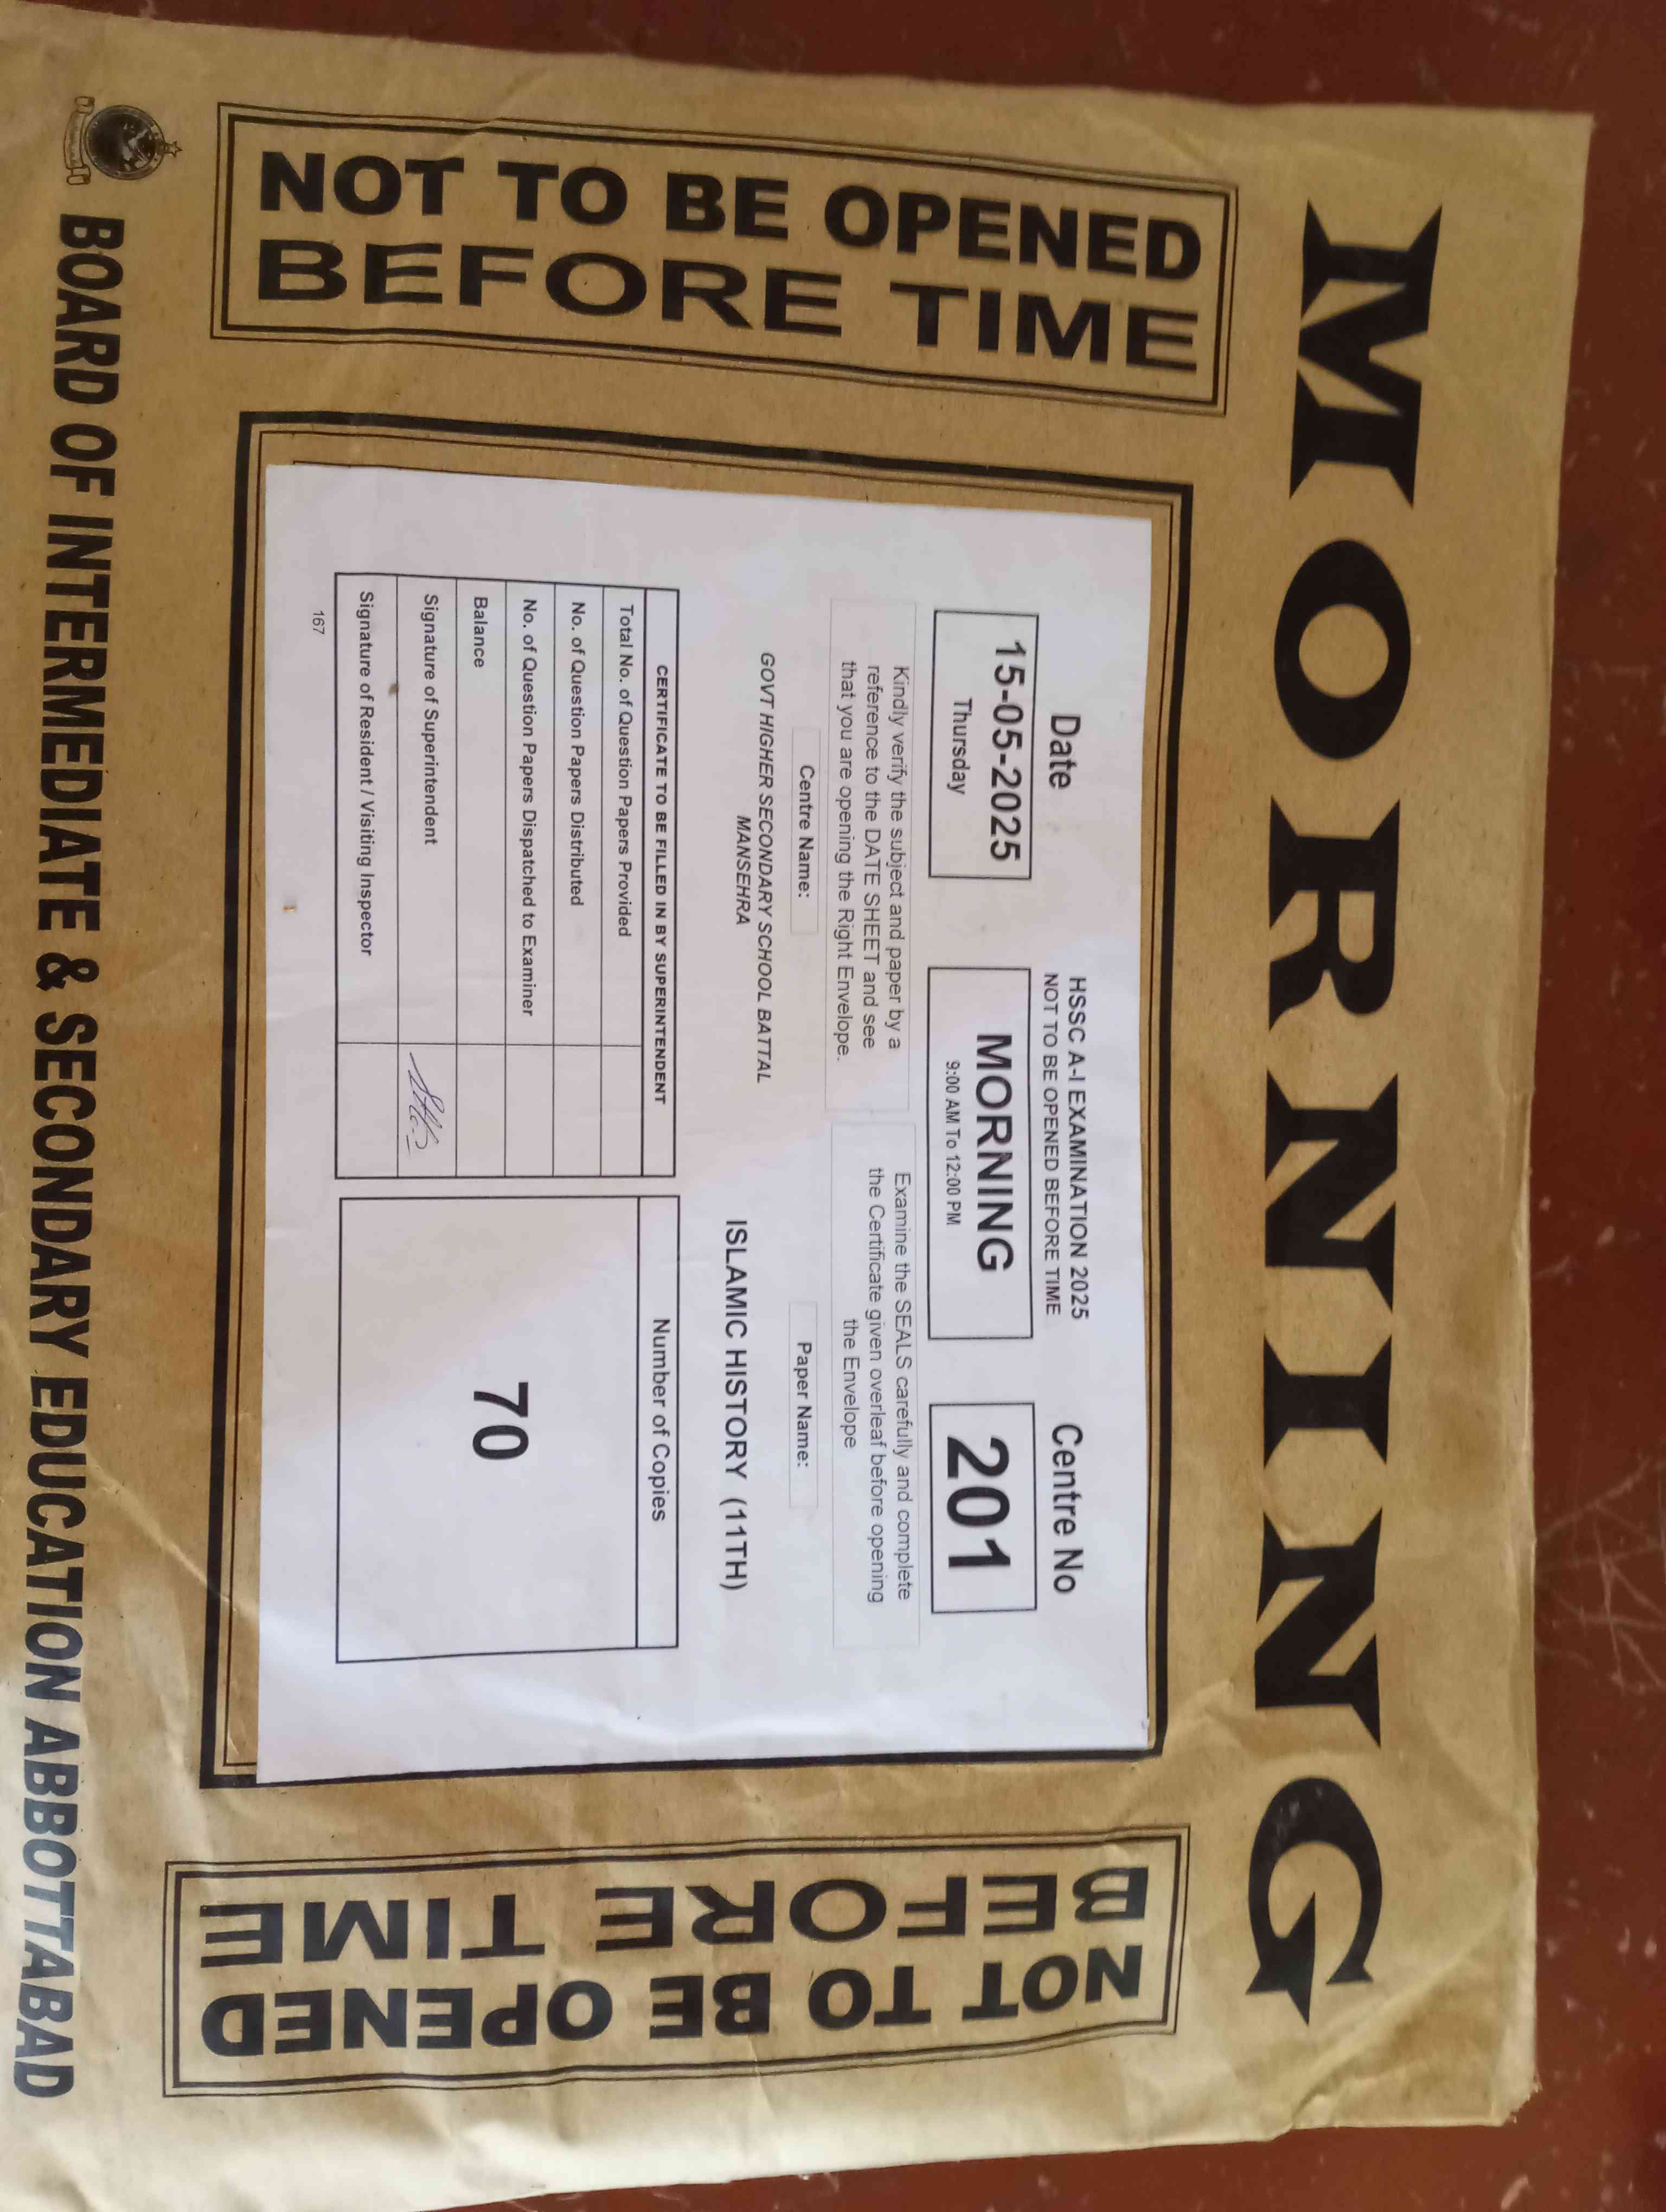 MORNING
NOT TO BE OPENED
BEFORE TIME
HSSC A-I EXAMINATION 2025
NOT TO BE OPENED BEFORE TIME
Date
Centre No
15-05-2025
Thursday
MORNING
9:00 AM To 12:00 PM
201
Kindly verify the subject and paper by a
reference to the DATE SHEET and see
that you are opening the Right Envelope.
Examine the SEALS carefully and complete
the Certificate given overleaf before opening
the Envelope
Centre Name:
Paper Name:
GOVT HIGHER SECONDARY SCHOOL BATTAL
MANSEHRA
ISLAMIC HISTORY (11TH)
CERTIFICATE TO BE FILLED IN BY SUPERINTENDENT
Total No. of Question Papers Provided
No. of Question Papers Distributed
No. of Question Papers Dispatched to Examiner
Balance
Signature of Superintendent
Signature of Resident / Visiting Inspector
Number of Copies
70
167
NOT TO BE OPENED
BEFORE TIME
BOARD OF INTERMEDIATE & SECONDARY EDUCATION ABBOTTABAD